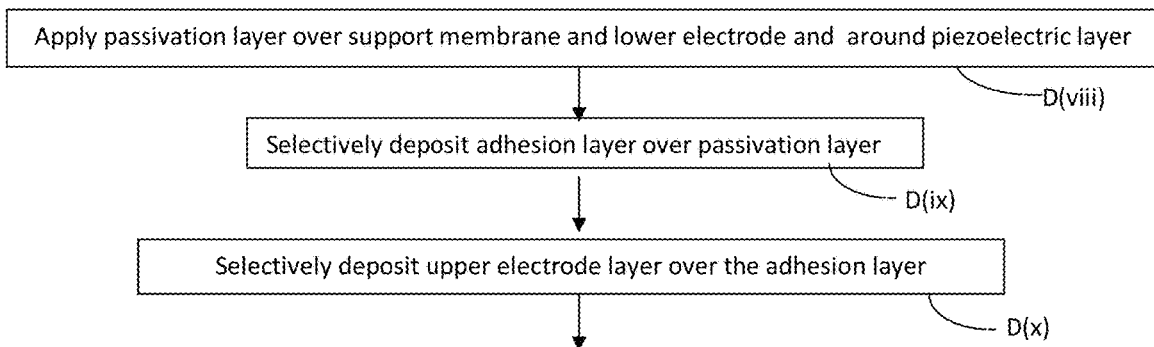 Apply passivation layer over support membrane and lower electrode and around piezoelectric layer
D(viii)
Selectively deposit adhesion layer over passivation layer
D(ix)
Selectively deposit upper electrode layer over the adhesion layer
D(x)